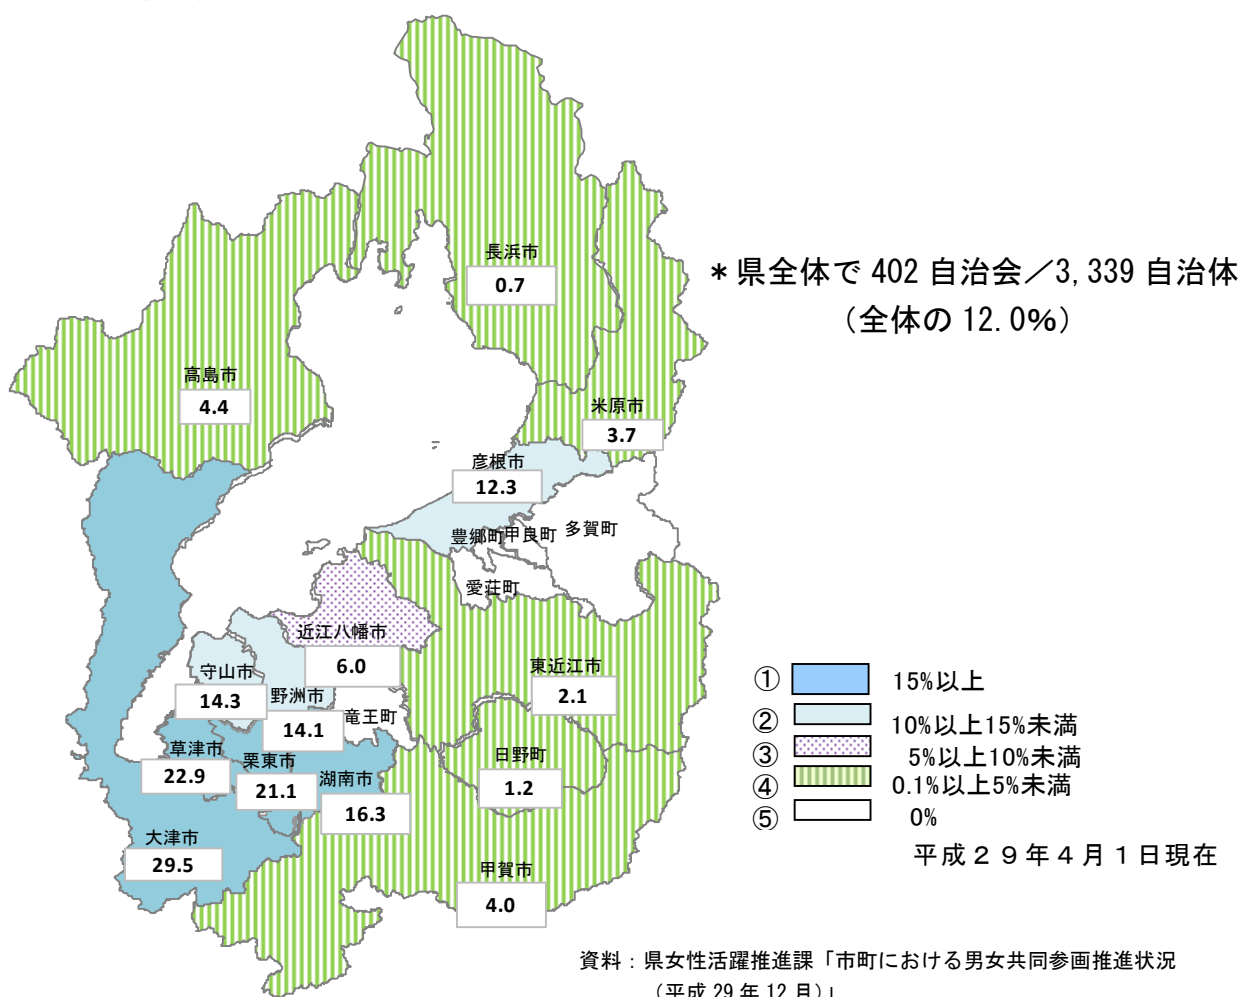 長浜市
0.7
＊県全体で 402 自治会／3,339 自治体
（全体の 12.0%）
高島市
4.4
米原市
3.7
彦根市
12.3
豊郷町
甲良町
多賀町
愛荘町
近江八幡市
6.0
東近江市
2.1
守山市
14.3
野洲市
14.1
竜王町
草津市
22.9
栗東市
21.1
湖南市
16.3
日野町
1.2
大津市
29.5
甲賀市
4.0
① 15%以上
② 10%以上15%未満
③ 5%以上10%未満
④ 0.1%以上5%未満
⑤ 0%
平成２９年４月１日現在
資料：県女性活躍推進課「市町における男女共同参画推進状況
（平成 29 年 12 月）」